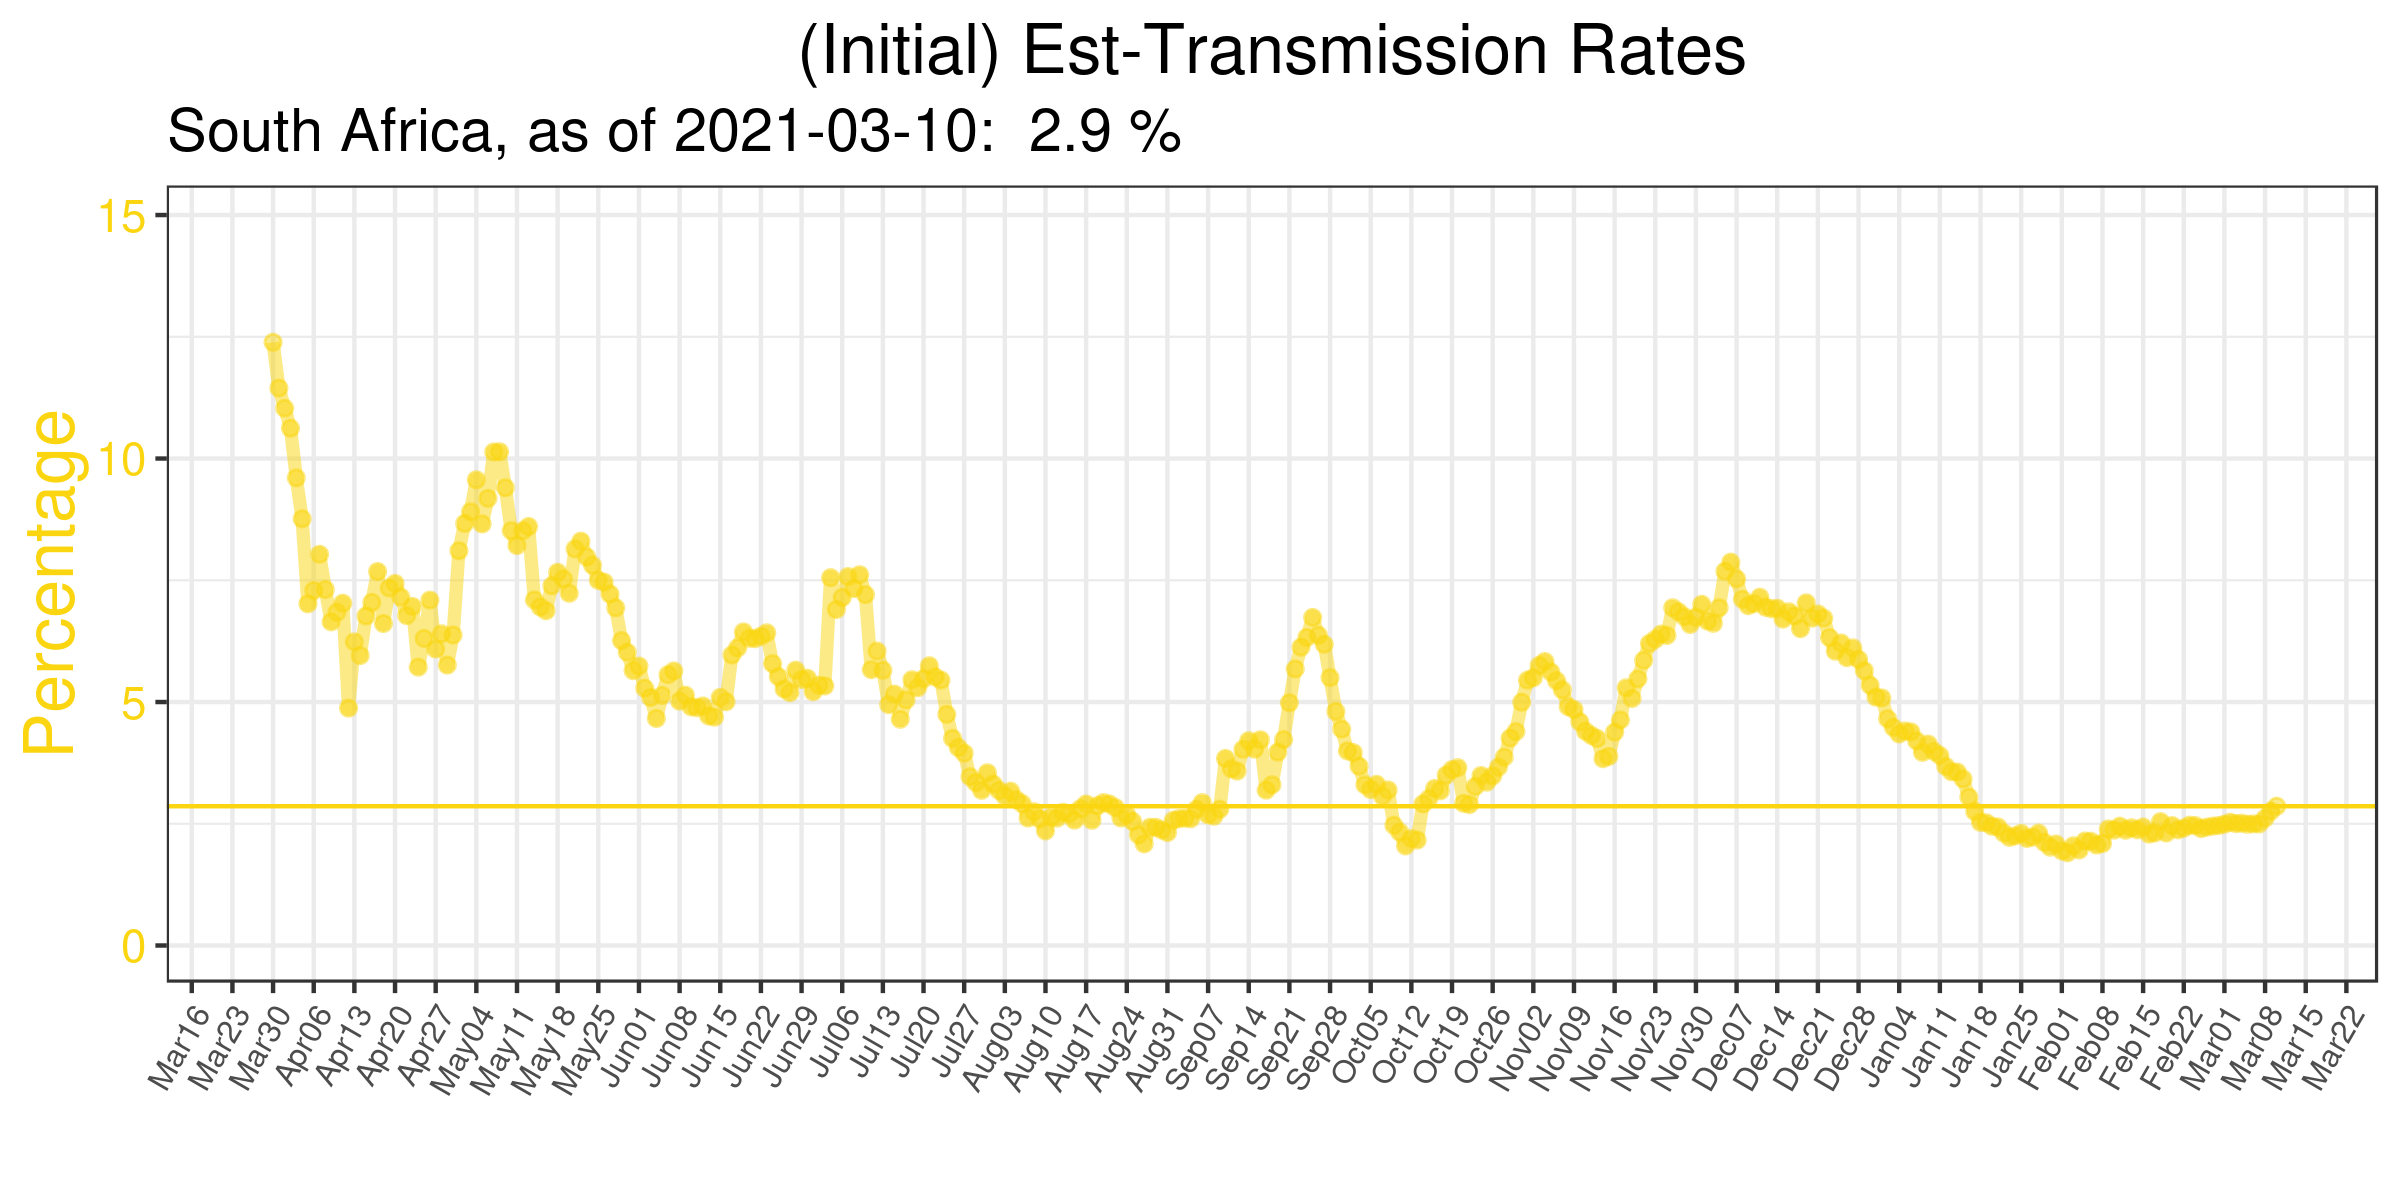 (Initial) Est-Transmission Rates
South Africa, as of 2021-03-10:  2.9 %
Percentage
15
10
5
0
Mar16
Mar23
Mar30
Apr06
Apr13
Apr20
Apr27
May04
May11
May18
May25
Jun01
Jun08
Jun15
Jun22
Jun29
Jul06
Jul13
Jul20
Jul27
Aug03
Aug10
Aug17
Aug24
Aug31
Sep07
Sep14
Sep21
Sep28
Oct05
Oct12
Oct19
Oct26
Nov02
Nov09
Nov16
Nov23
Nov30
Dec07
Dec14
Dec21
Dec28
Jan04
Jan11
Jan18
Jan25
Feb01
Feb08
Feb15
Feb22
Mar01
Mar08
Mar15
Mar22